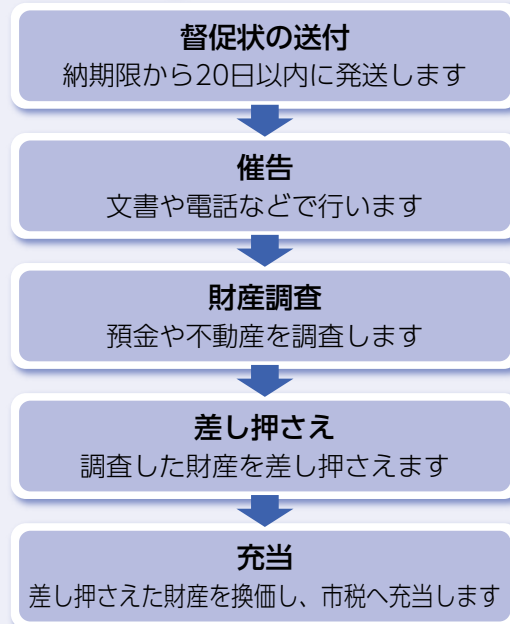 督促状の送付
納期限から20日以内に発送します
催告
文書や電話などで行います
財産調査
預金や不動産を調査します
差し押さえ
調査した財産を差し押さえます
充当
差し押さえた財産を換価し、市税へ充当します